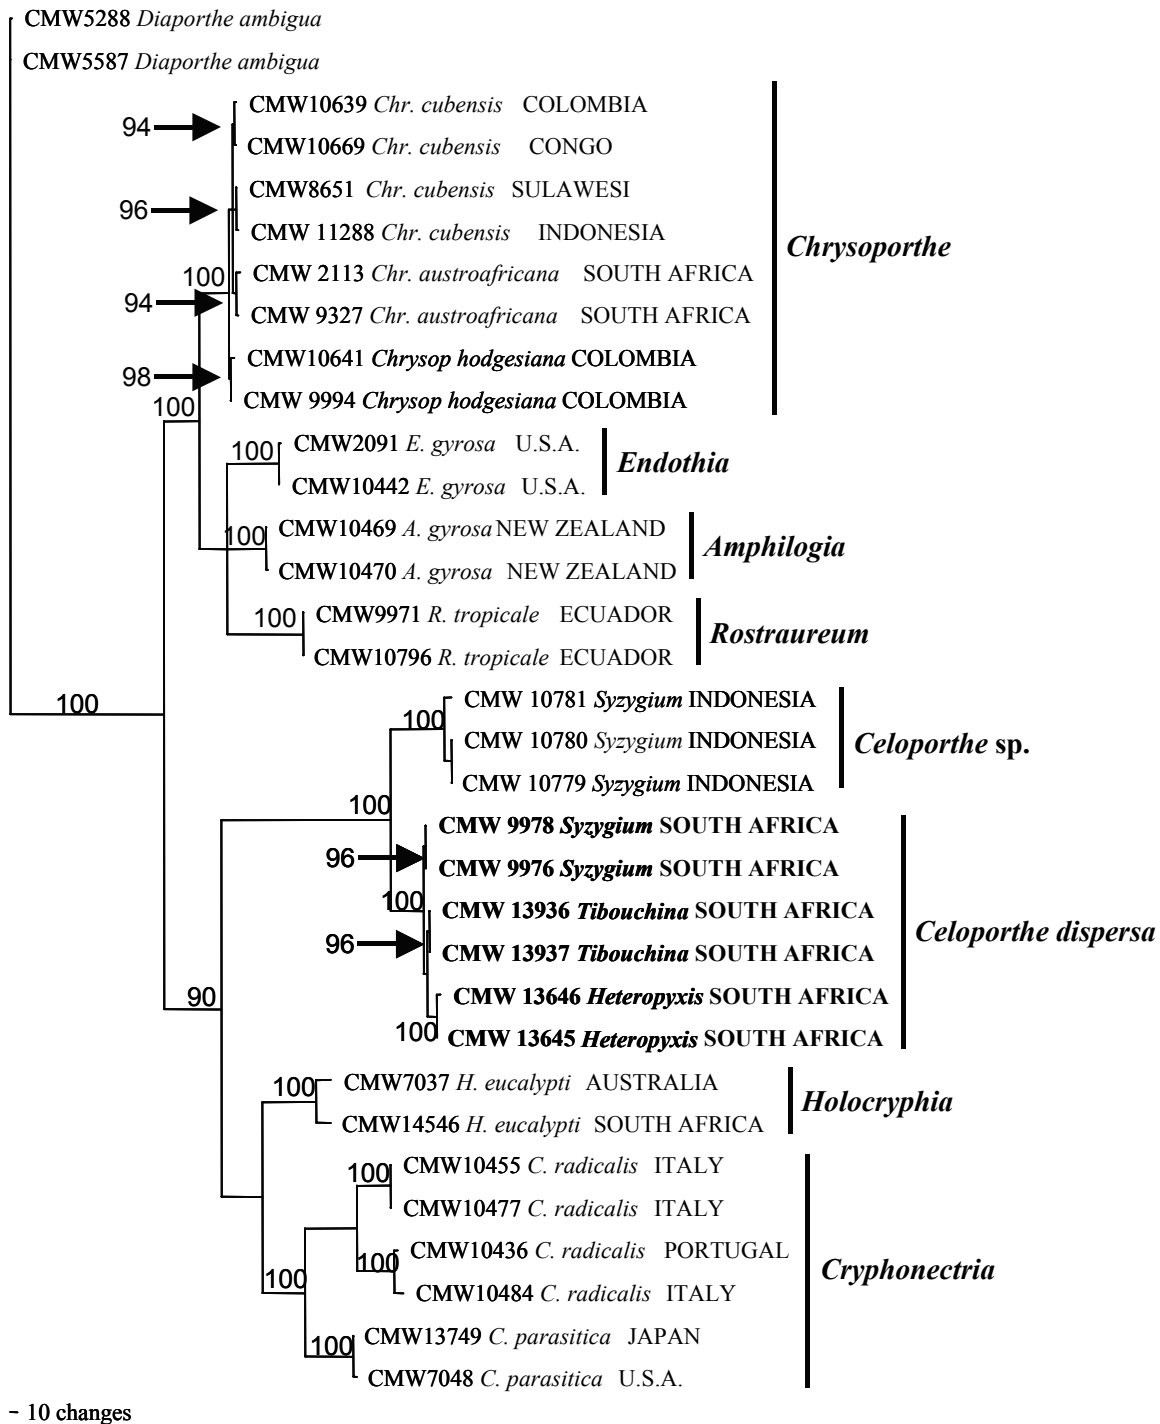 CMW5288 Diaporthe ambigua
CMW5587 Diaporthe ambigua
CMW10639 Chr. cubensis COLOMBIA
94
CMW10669 Chr. cubensis CONGO
CMW8651 Chr. cubensis SULAWESI
96
CMW 11288 Chr. cubensis INDONESIA
Chrysoporthe
CMW 2113 Chr. austroafricana SOUTH AFRICA
100
94
CMW 9327 Chr. austroafricana SOUTH AFRICA
CMW10641 Chrysop hodgesiana COLOMBIA
98
CMW 9994 Chrysop hodgesiana COLOMBIA
100
CMW2091 E. gyrosa U.S.A.
100
Endothia
CMW10442 E. gyrosa U.S.A.
CMW10469 A. gyrosa NEW ZEALAND
100
Amphilogia
CMW10470 A. gyrosa NEW ZEALAND
CMW9971 R. tropicale ECUADOR
100
Rostraureum
CMW10796 R. tropicale ECUADOR
100
CMW 10781 Syzygium INDONESIA
100
CMW 10780 Syzygium INDONESIA
Celoporthe sp.
CMW 10779 Syzygium INDONESIA
100
CMW 9978 Syzygium SOUTH AFRICA
96
CMW 9976 Syzygium SOUTH AFRICA
100
CMW 13936 Tibouchina SOUTH AFRICA
Celoporthe dispersa
96
CMW 13937 Tibouchina SOUTH AFRICA
90
CMW 13646 Heteropyxis SOUTH AFRICA
100
CMW 13645 Heteropyxis SOUTH AFRICA
CMW7037 H. eucalypti AUSTRALIA
100
Holocryphia
CMW14546 H. eucalypti SOUTH AFRICA
CMW10455 C. radicalis ITALY
100
CMW10477 C. radicalis ITALY
CMW10436 C. radicalis PORTUGAL
100
Cryphonectria
100
CMW10484 C. radicalis ITALY
CMW13749 C. parasitica JAPAN
100
CMW7048 C. parasitica U.S.A.
- 10 changes